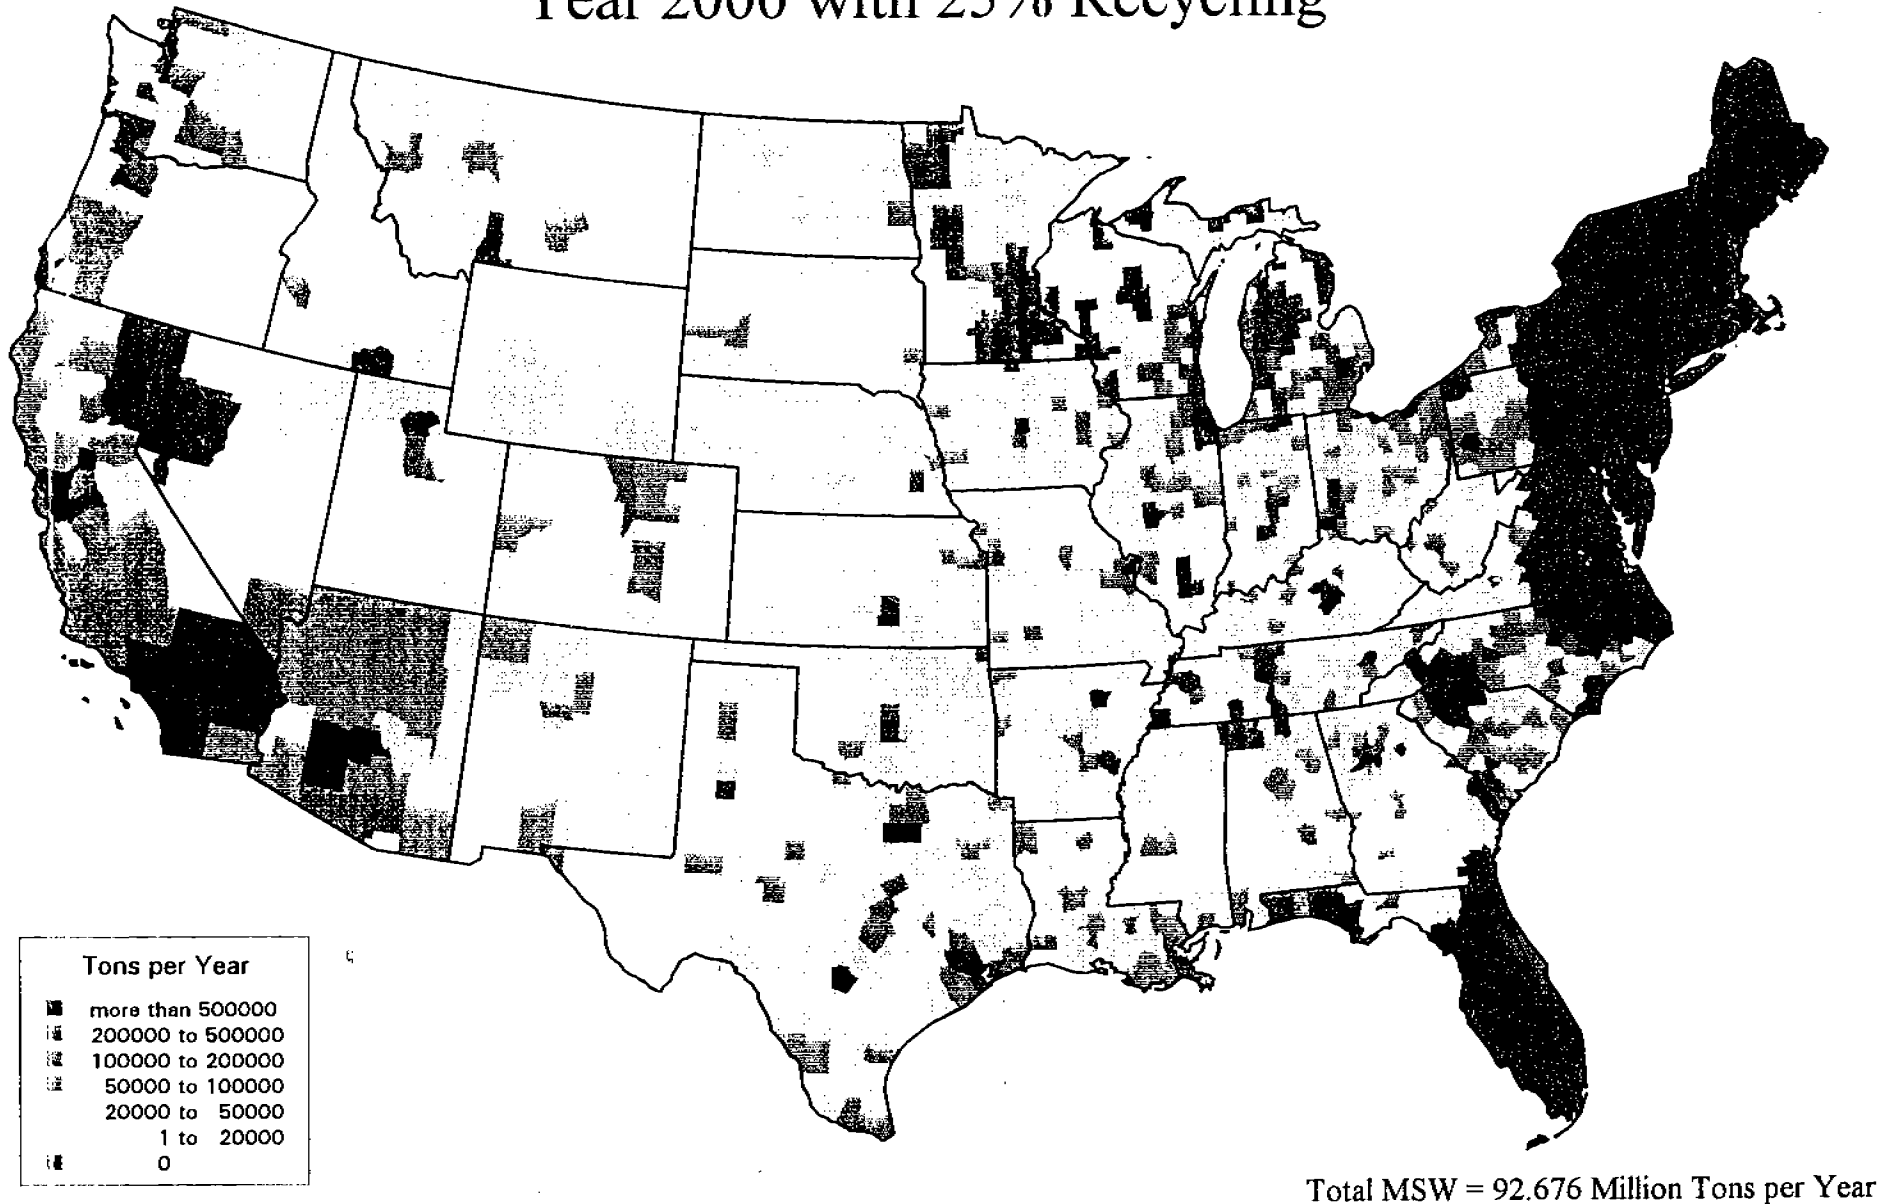 Year 2000 with 25% Recycling
Tons per Year
more than 500000
200000 to 500000
100000 to 200000
50000 to 100000
20000 to 50000
1 to 20000
0
Total MSW = 92.676 Million Tons per Year